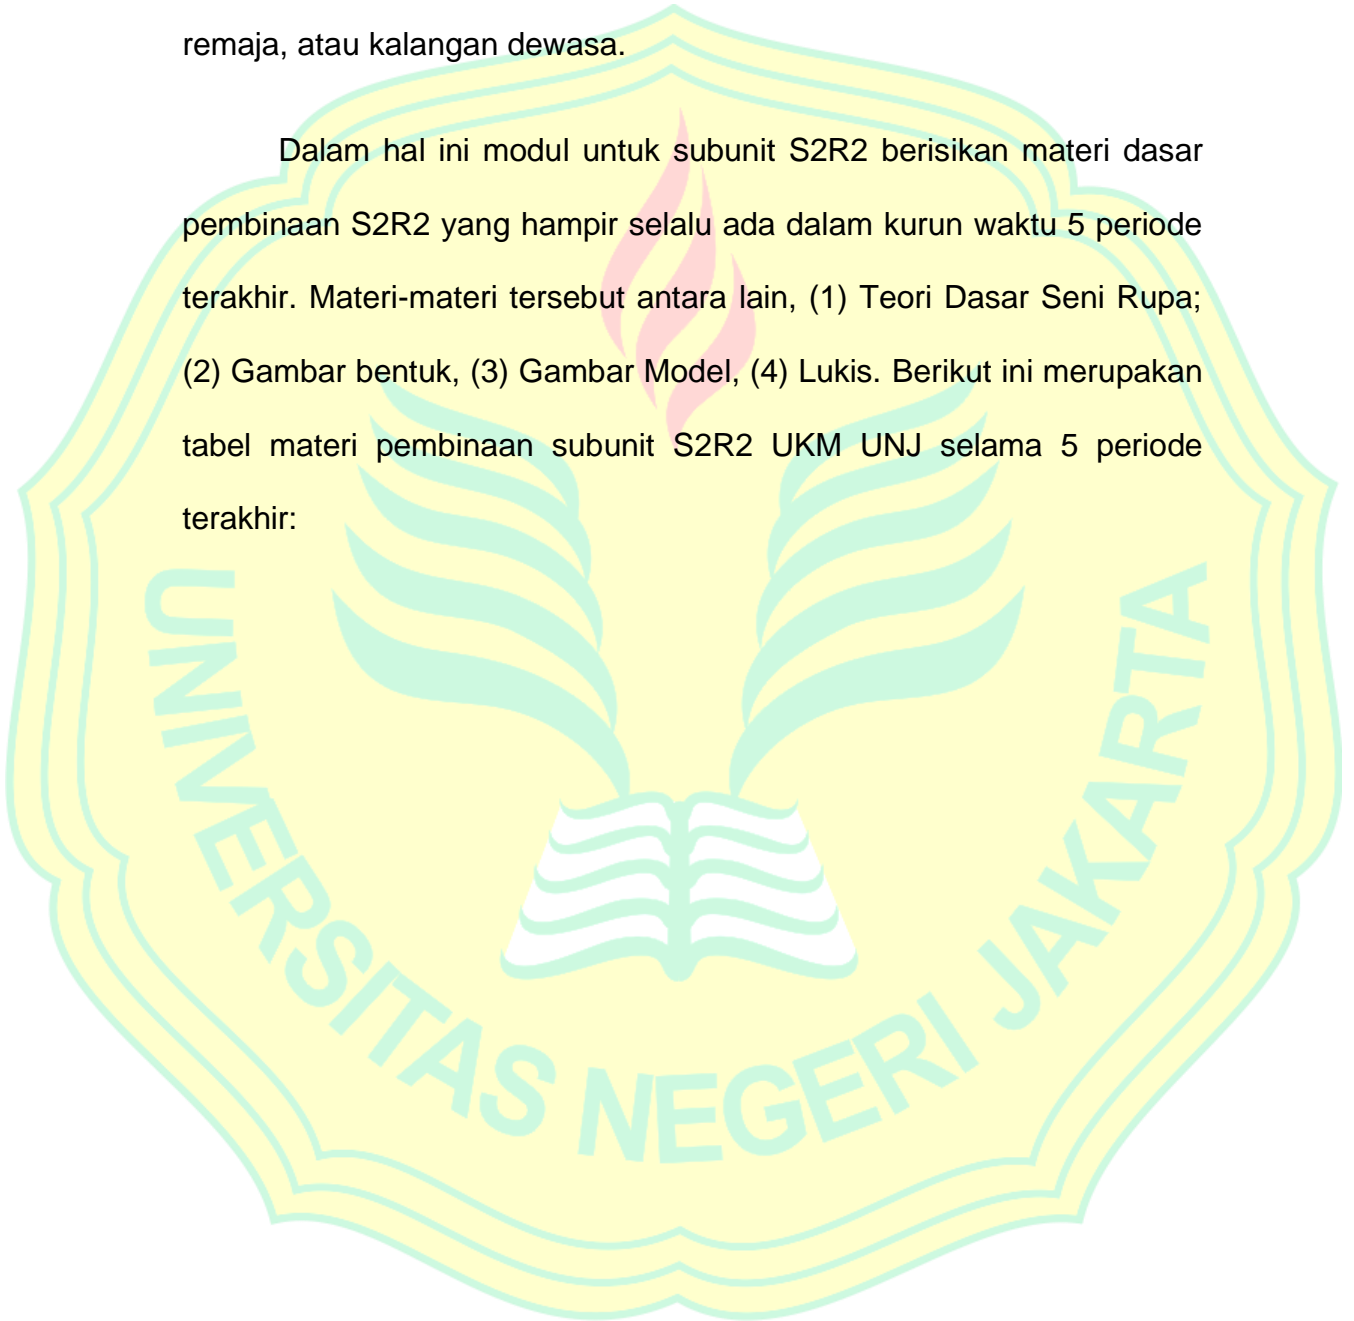 remaja, atau kalangan dewasa.
Dalam hal ini modul untuk subunit S2R2 berisikan materi dasar
pembinaan S2R2 yang hampir selalu ada dalam kurun waktu 5 periode
terakhir. Materi-materi tersebut antara lain, (1) Teori Dasar Seni Rupa;
(2) Gambar bentuk, (3) Gambar Model, (4) Lukis. Berikut ini merupakan
tabel materi pembinaan subunit S2R2 UKM UNJ selama 5 periode
terakhir:
UNIVERSITAS NEGERI JAKARTA